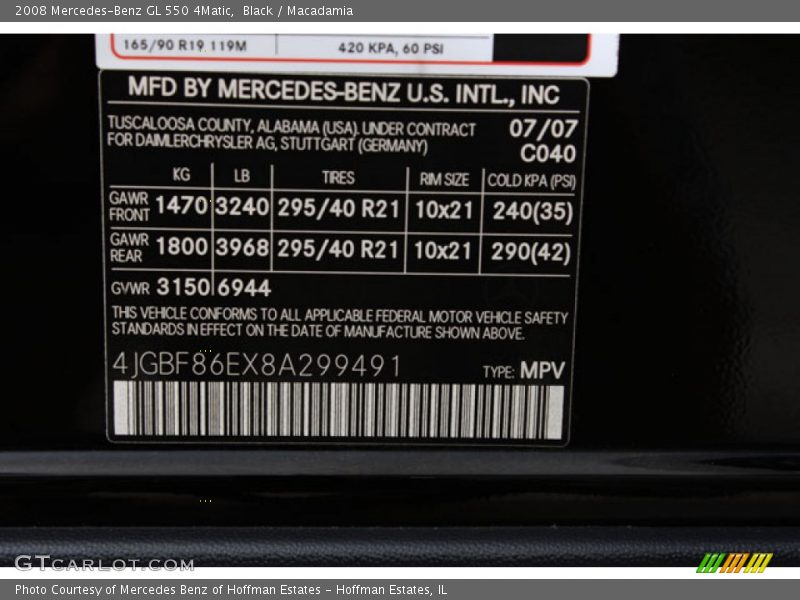 2008 Mercedes-Benz GL 550 4Matic, Black / Macadamia
165/90 R19 119M 420 KPA, 60 PSI
MFD BY MERCEDES-BENZ U.S. INTL., INC
TUSCALOOSA COUNTY, ALABAMA (USA). UNDER CONTRACT 07/07
FOR DAIMLERCHRYSLER AG, STUTTGART (GERMANY) C040
KG LB TIRES RIM SIZE COLD KPA (PSI)
GAWR FRONT 1470 3240 295/40 R21 10x21 240(35)
GAWR REAR 1800 3968 295/40 R21 10x21 290(42)
GVWR 3150 6944
THIS VEHICLE CONFORMS TO ALL APPLICABLE FEDERAL MOTOR VEHICLE SAFETY
STANDARDS IN EFFECT ON THE DATE OF MANUFACTURE SHOWN ABOVE.
4JGBF86EX8A299491 TYPE: MPV
GTCARLOT.COM
Photo Courtesy of Mercedes Benz of Hoffman Estates - Hoffman Estates, IL